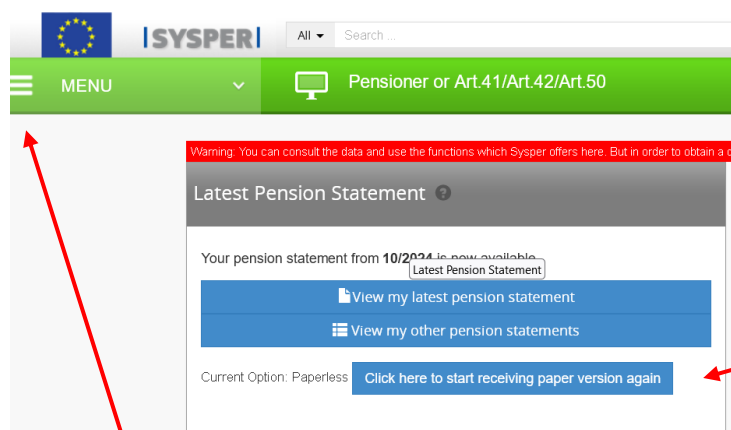 SYSPER
All Search ...
MENU
Pensioner or Art.41/Art.42/Art.50
Warning: You can consult the data and use the functions which Sysper offers here. But in order to obtain a
Latest Pension Statement ?
Your pension statement from 10/2024 is now available
Latest Pension Statement
View my latest pension statement
View my other pension statements
Current Option: Paperless Click here to start receiving paper version again